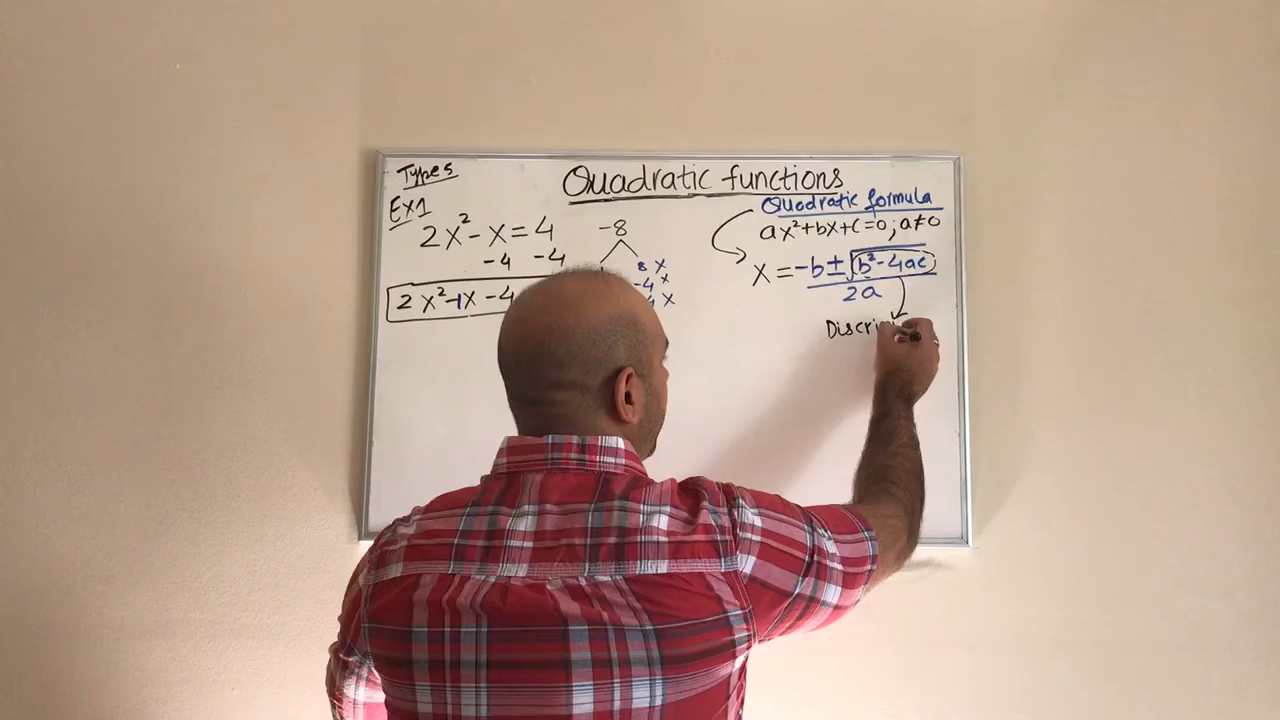 Types
Quadratic functions
Ex1
2x² - x = 4
-4 -4
2x² -1x - 4
-8
8 x
-4 x
4 x
Quadratic formula
ax²+bx+c=0; a≠0
x = -b ± √b² - 4ac
2a